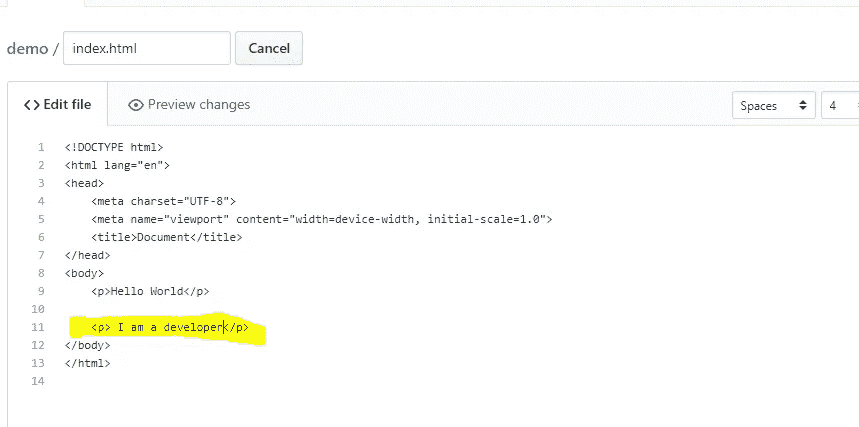 demo / index.html Cancel
<> Edit file Preview changes Spaces 4
1 <!DOCTYPE html>
2 <html lang="en">
3 <head>
4     <meta charset="UTF-8">
5     <meta name="viewport" content="width=device-width, initial-scale=1.0">
6     <title>Document</title>
7 </head>
8 <body>
9     <p>Hello World</p>
10
11     <p> I am a developer</p>
12 </body>
13 </html>
14